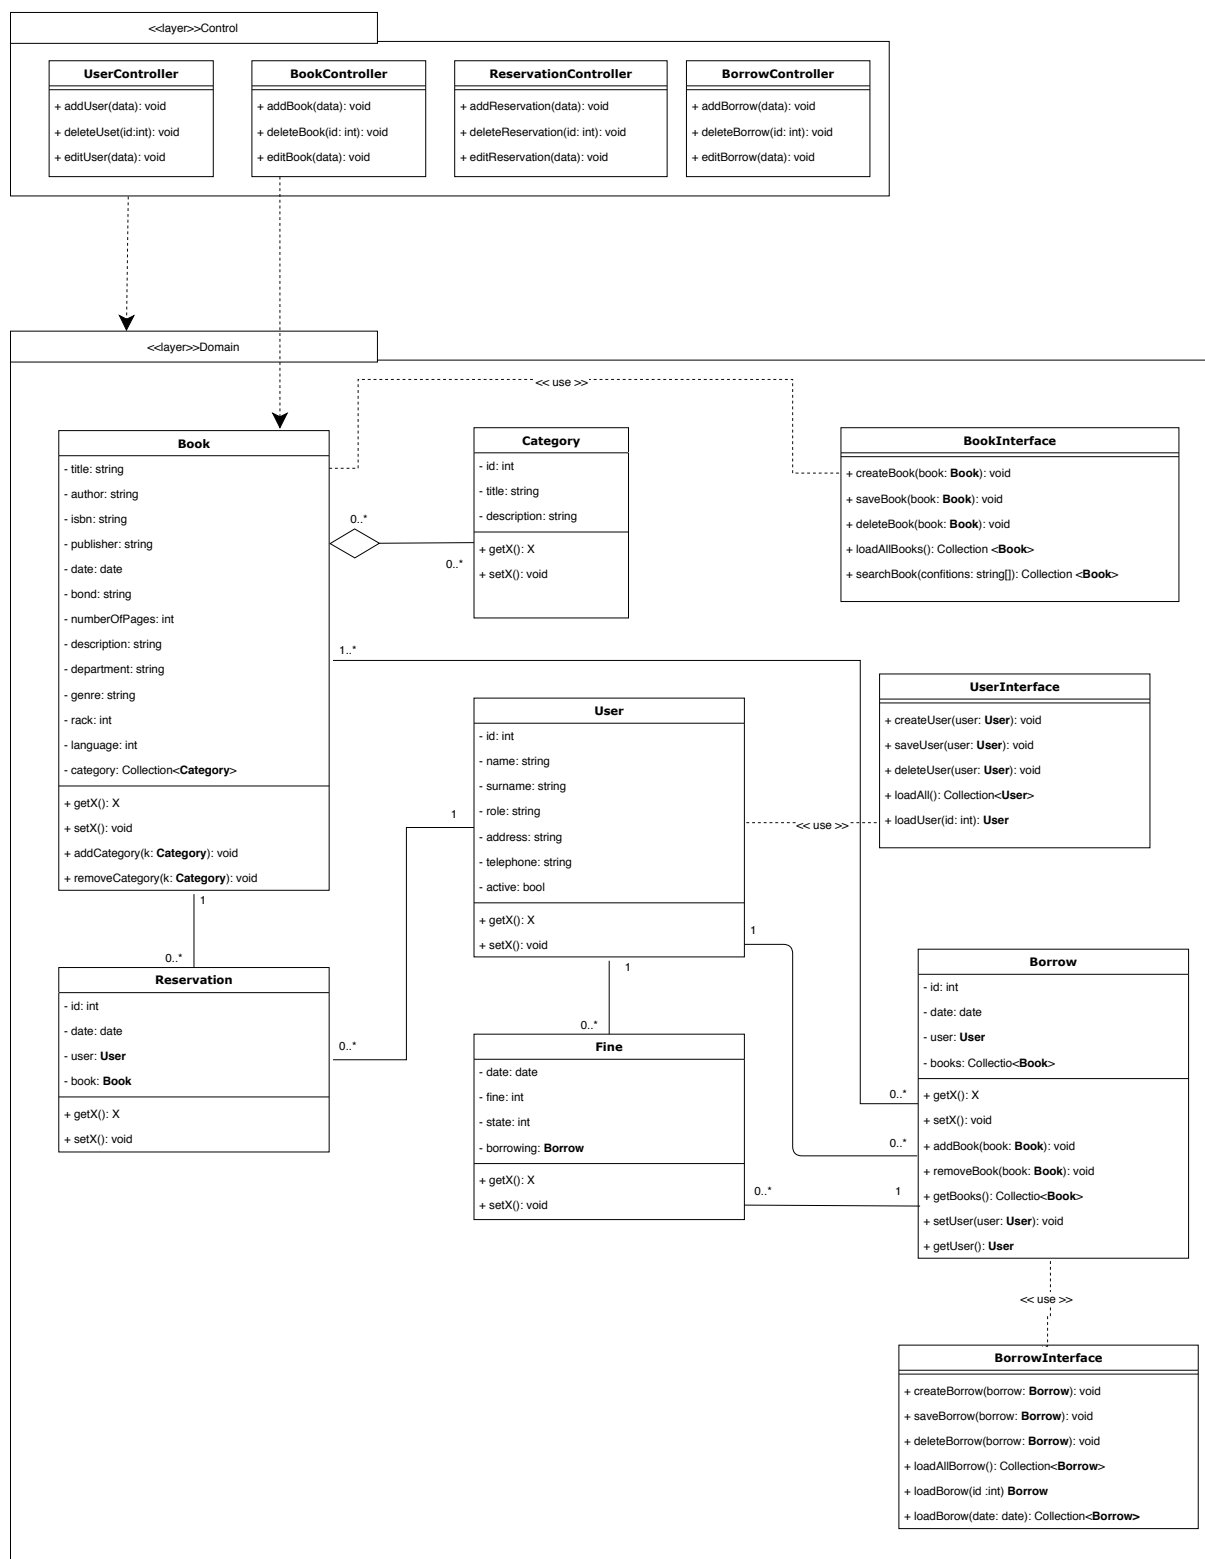 <<layer>>Control
UserController
+ addUser(data): void
+ deleteUset(id:int): void
+ editUser(data): void
BookController
+ addBook(data): void
+ deleteBook(id: int): void
+ editBook(data): void
ReservationController
+ addReservation(data): void
+ deleteReservation(id: int): void
+ editReservation(data): void
BorrowController
+ addBorrow(data): void
+ deleteBorrow(id: int): void
+ editBorrow(data): void
<<layer>>Domain
<< use >>
Book
- title: string
- author: string
- isbn: string
- publisher: string
- date: date
- bond: string
- numberOfPages: int
- description: string
- department: string
- genre: string
- rack: int
- language: int
- category: Collection<Category>
+ getX(): X
+ setX(): void
+ addCategory(k: Category): void
+ removeCategory(k: Category): void
0..*
0..*
Category
- id: int
- title: string
- description: string
+ getX(): X
+ setX(): void
BookInterface
+ createBook(book: Book): void
+ saveBook(book: Book): void
+ deleteBook(book: Book): void
+ loadAllBooks(): Collection <Book>
+ searchBook(confitions: string[]): Collection <Book>
1..*
UserInterface
+ createUser(user: User): void
+ saveUser(user: User): void
+ deleteUser(user: User): void
+ loadAll(): Collection<User>
+ loadUser(id: int): User
User
- id: int
- name: string
- surname: string
- role: string
- address: string
- telephone: string
- active: bool
+ getX(): X
+ setX(): void
<< use >>
1
1
1
0..*
1
0..*
0..*
Reservation
- id: int
- date: date
- user: User
- book: Book
+ getX(): X
+ setX(): void
Fine
- date: date
- fine: int
- state: int
- borrowing: Borrow
+ getX(): X
+ setX(): void
Borrow
- id: int
- date: date
- user: User
- books: Collectio<Book>
+ getX(): X
+ setX(): void
+ addBook(book: Book): void
+ removeBook(book: Book): void
+ getBooks(): Collectio<Book>
+ setUser(user: User): void
+ getUser(): User
0..*
0..*
0..*
1
<< use >>
BorrowInterface
+ createBorrow(borrow: Borrow): void
+ saveBorrow(borrow: Borrow): void
+ deleteBorrow(borrow: Borrow): void
+ loadAllBorrow(): Collection<Borrow>
+ loadBorow(id :int) Borrow
+ loadBorow(date: date): Collection<Borrow>